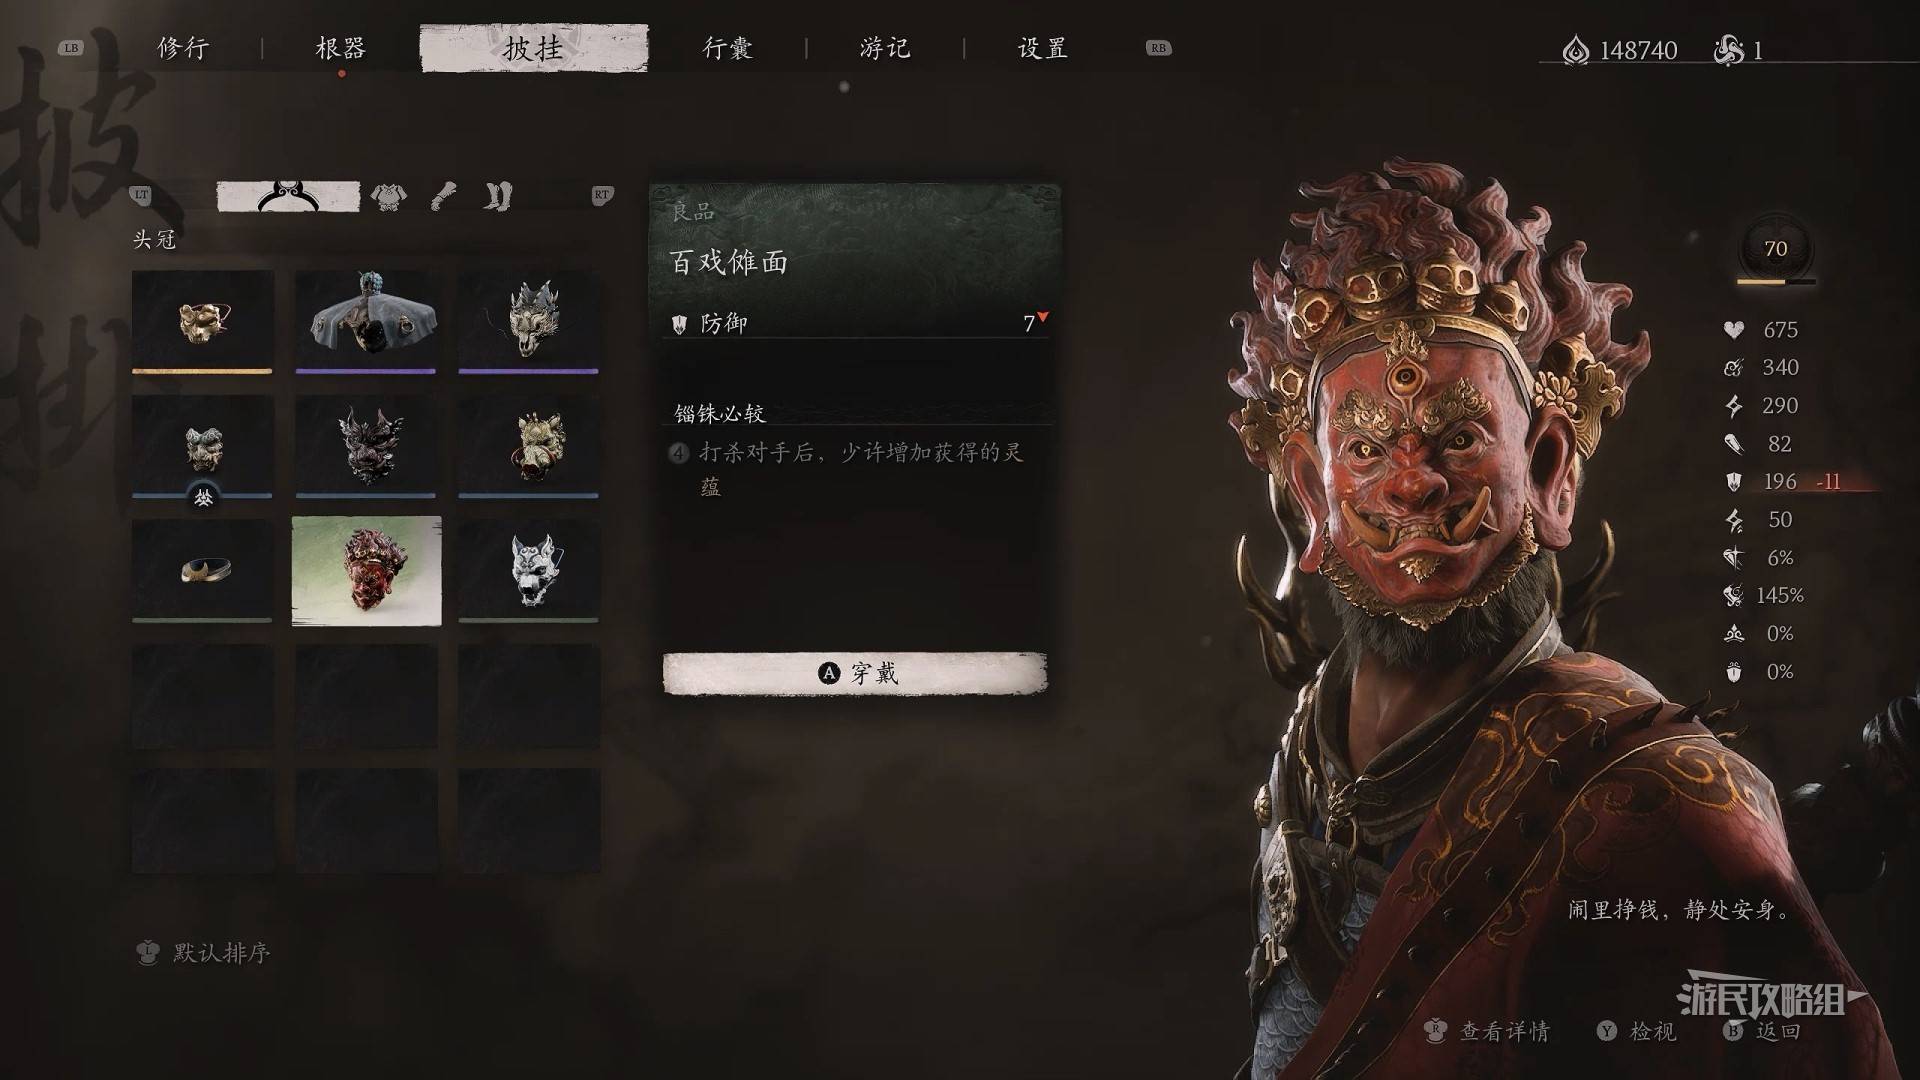 LB 修行 根器 披挂 行囊 游记 设置 RB 148740 1
披挂
LT RT
头冠
良品
百戏傩面
防御 7
锱铢必较
4 打杀对手后，少许增加获得的灵
蕴
A 穿戴
70
675
340
290
82
196 -11
50
6%
145%
0%
0%
闹里挣钱，静处安身。
L 默认排序
游民攻略组
R 查看详情 Y 检视 B 返回